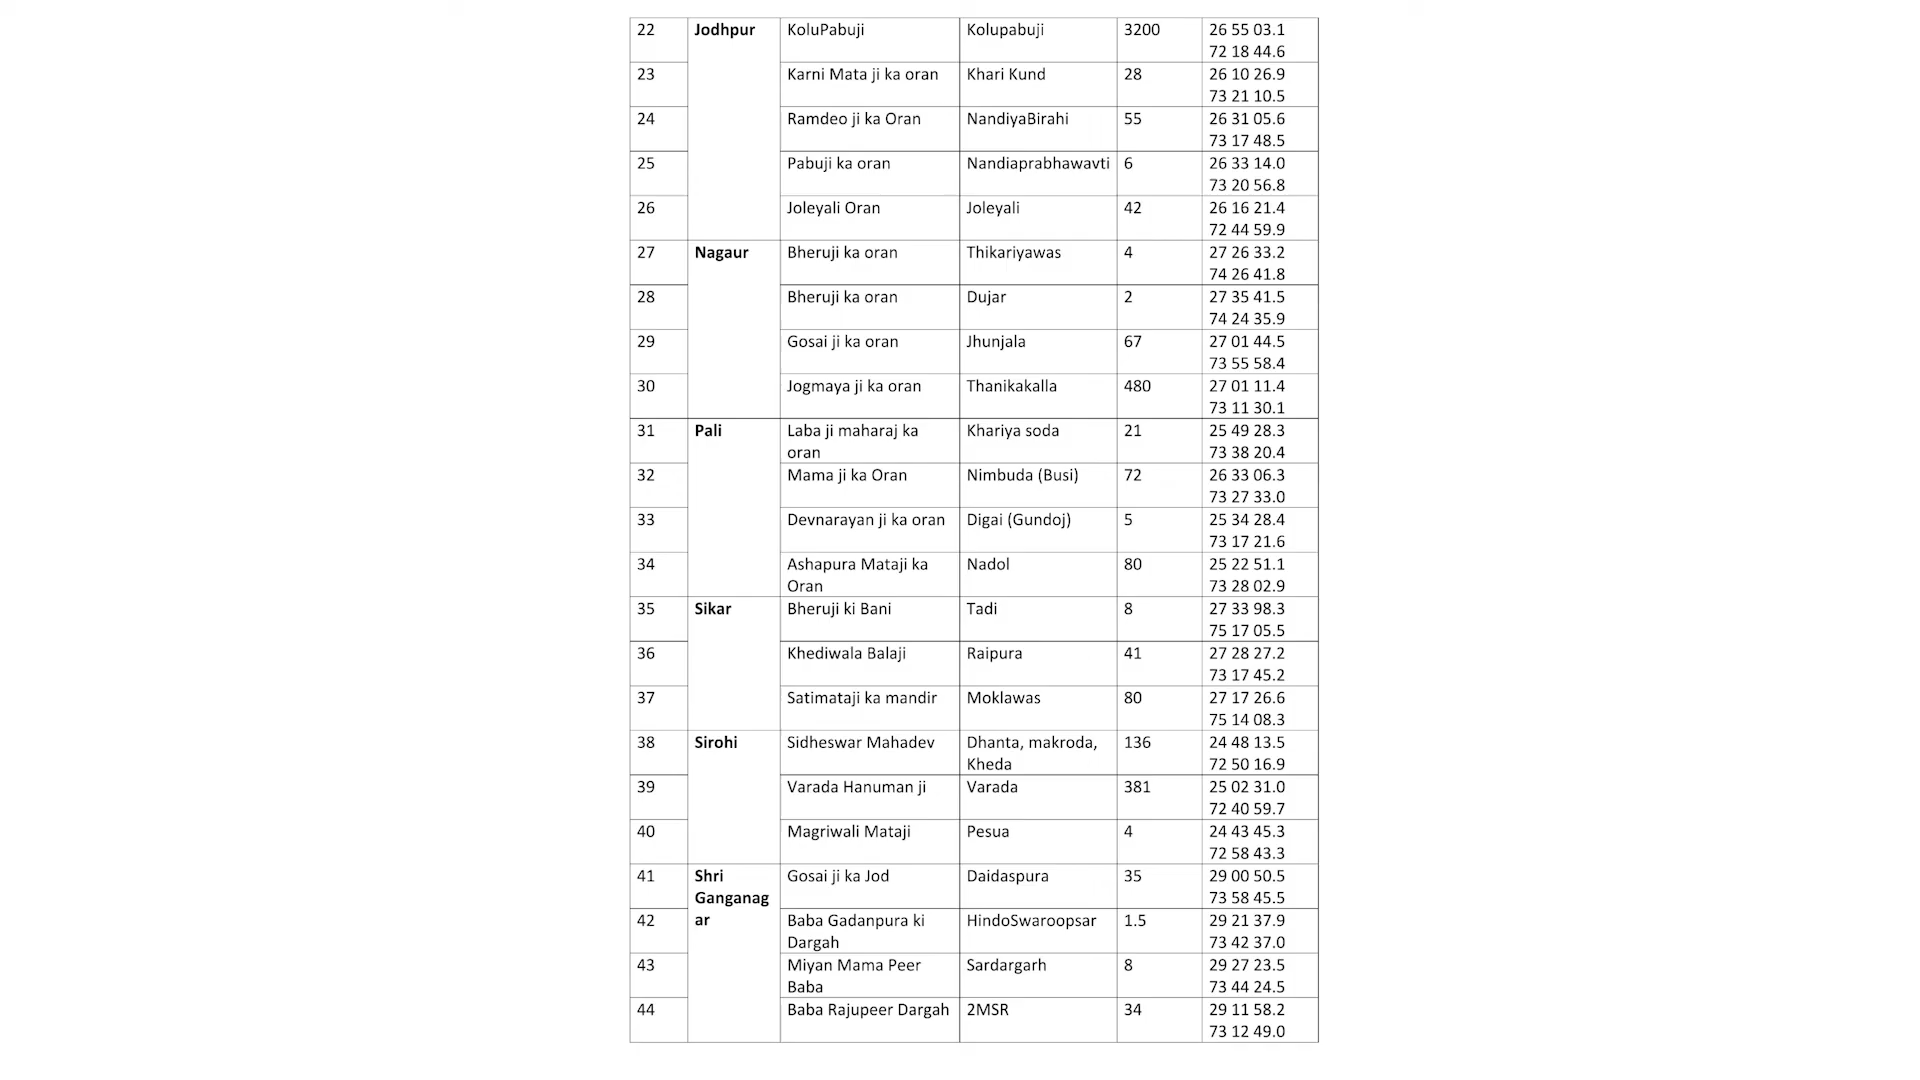 22 Jodhpur KoluPabuji Kolupabuji 3200 26 55 03.1
72 18 44.6
23 Karni Mata ji ka oran Khari Kund 28 26 10 26.9
73 21 10.5
24 Ramdeo ji ka Oran NandiyaBirahi 55 26 31 05.6
73 17 48.5
25 Pabuji ka oran Nandiaprabhawavti 6 26 33 14.0
73 20 56.8
26 Joleyali Oran Joleyali 42 26 16 21.4
72 44 59.9
27 Nagaur Bheruji ka oran Thikariyawas 4 27 26 33.2
74 26 41.8
28 Bheruji ka oran Dujar 2 27 35 41.5
74 24 35.9
29 Gosai ji ka oran Jhunjala 67 27 01 44.5
73 55 58.4
30 Jogmaya ji ka oran Thanikakalla 480 27 01 11.4
73 11 30.1
31 Pali Laba ji maharaj ka Khariya soda 21 25 49 28.3
oran 73 38 20.4
32 Mama ji ka Oran Nimbuda (Busi) 72 26 33 06.3
73 27 33.0
33 Devnarayan ji ka oran Digai (Gundoj) 5 25 34 28.4
73 17 21.6
34 Ashapura Mataji ka Nadol 80 25 22 51.1
Oran 73 28 02.9
35 Sikar Bheruji ki Bani Tadi 8 27 33 98.3
75 17 05.5
36 Khediwala Balaji Raipura 41 27 28 27.2
73 17 45.2
37 Satimataji ka mandir Moklawas 80 27 17 26.6
75 14 08.3
38 Sirohi Sidheswar Mahadev Dhanta, makroda, 136 24 48 13.5
Kheda 72 50 16.9
39 Varada Hanuman ji Varada 381 25 02 31.0
72 40 59.7
40 Magriwali Mataji Pesua 4 24 43 45.3
72 58 43.3
41 Shri Gosai ji ka Jod Daidaspura 35 29 00 50.5
Ganganag 73 58 45.5
42 ar Baba Gadanpura ki HindoSwaroopsar 1.5 29 21 37.9
Dargah 73 42 37.0
43 Miyan Mama Peer Sardargarh 8 29 27 23.5
Baba 73 44 24.5
44 Baba Rajupeer Dargah 2MSR 34 29 11 58.2
73 12 49.0